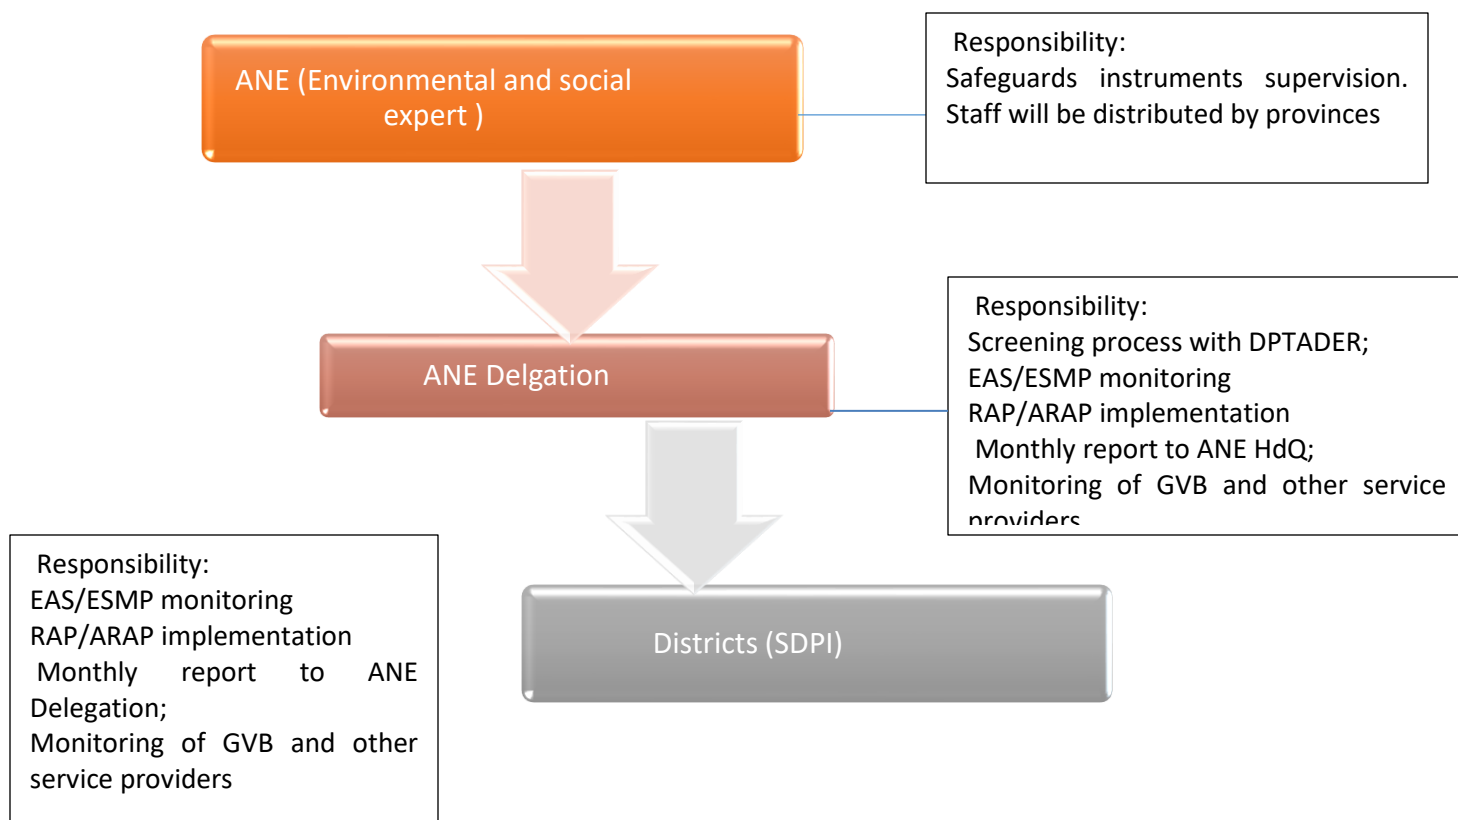 ANE (Environmental and social
expert )
Responsibility:
Safeguards instruments supervision.
Staff will be distributed by provinces
ANE Delgation
Responsibility:
Screening process with DPTADER;
EAS/ESMP monitoring
RAP/ARAP implementation
Monthly report to ANE HdQ;
Monitoring of GVB and other service
providers
Districts (SDPI)
Responsibility:
EAS/ESMP monitoring
RAP/ARAP implementation
Monthly report to ANE
Delegation;
Monitoring of GVB and other
service providers